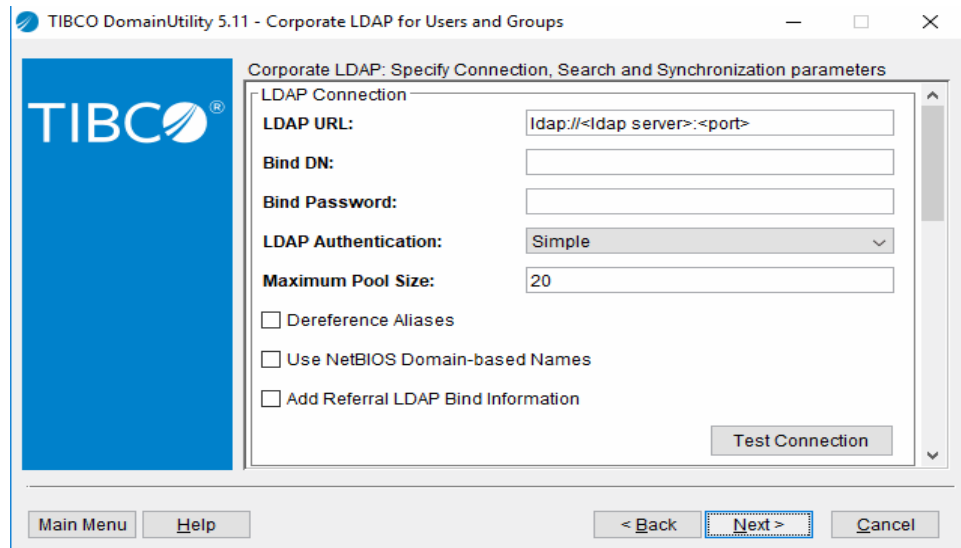 TIBCO DomainUtility 5.11 - Corporate LDAP for Users and Groups
TIBCO®
Corporate LDAP: Specify Connection, Search and Synchronization parameters
LDAP Connection
LDAP URL: ldap://<ldap server>:<port>
Bind DN:
Bind Password:
LDAP Authentication: Simple
Maximum Pool Size: 20
Dereference Aliases
Use NetBIOS Domain-based Names
Add Referral LDAP Bind Information
Test Connection
Main Menu Help < Back Next > Cancel